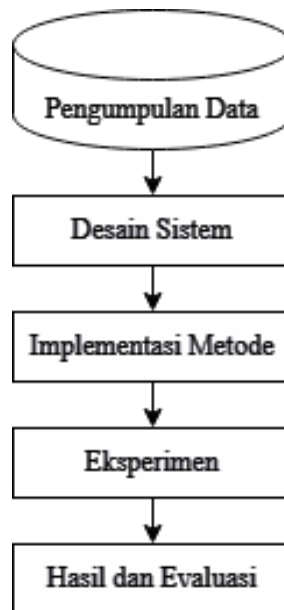 Pengumpulan Data
Desain Sistem
Implementasi Metode
Eksperimen
Hasil dan Evaluasi